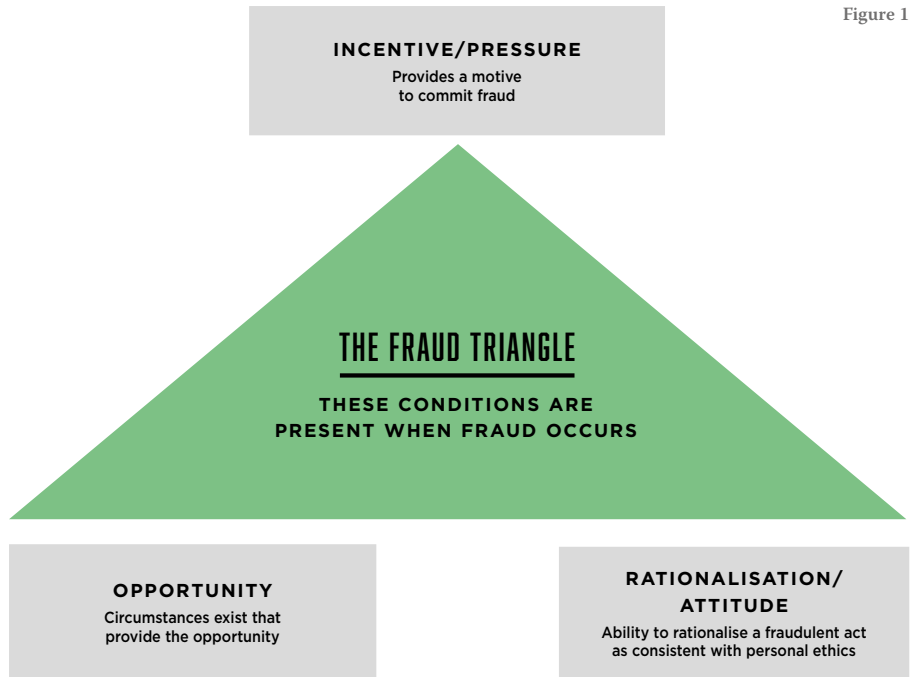 Figure 1
INCENTIVE/PRESSURE
Provides a motive
to commit fraud
THE FRAUD TRIANGLE
THESE CONDITIONS ARE
PRESENT WHEN FRAUD OCCURS
OPPORTUNITY
Circumstances exist that
provide the opportunity
RATIONALISATION/
ATTITUDE
Ability to rationalise a fraudulent act
as consistent with personal ethics